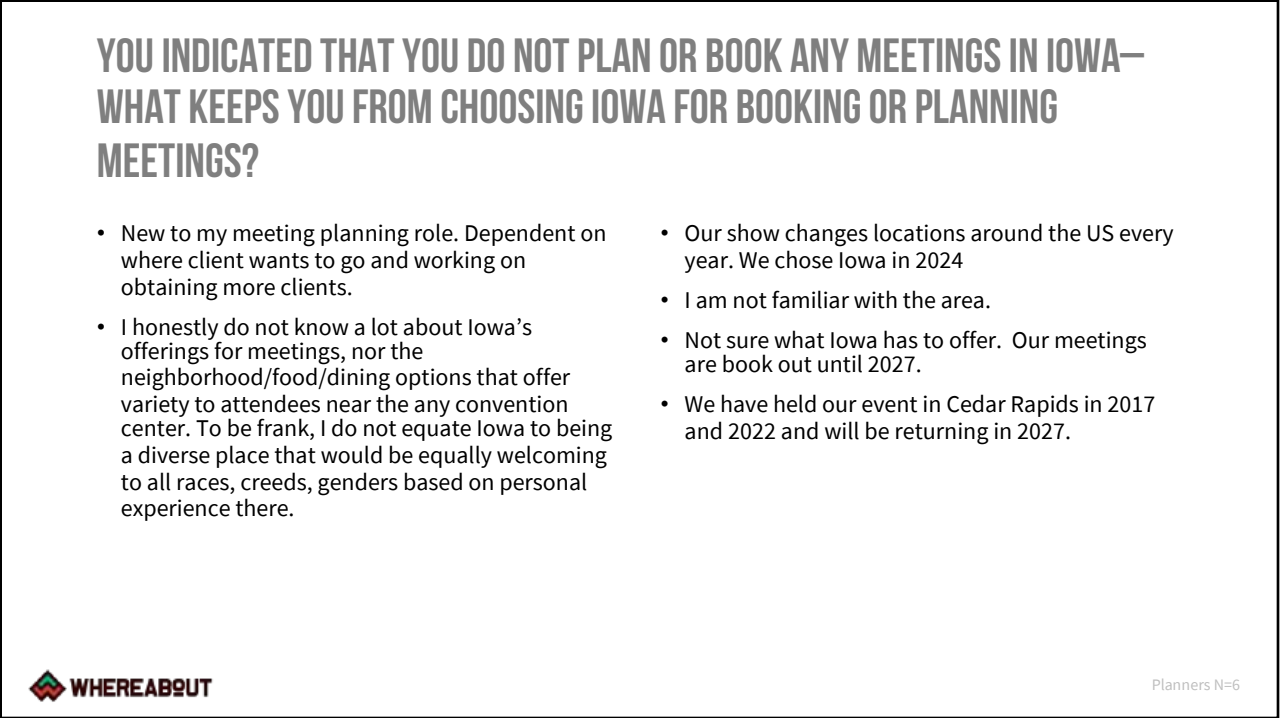 YOU INDICATED THAT YOU DO NOT PLAN OR BOOK ANY MEETINGS IN IOWA—
WHAT KEEPS YOU FROM CHOOSING IOWA FOR BOOKING OR PLANNING
MEETINGS?
• New to my meeting planning role. Dependent on
where client wants to go and working on
obtaining more clients.
• I honestly do not know a lot about Iowa’s
offerings for meetings, nor the
neighborhood/food/dining options that offer
variety to attendees near the any convention
center. To be frank, I do not equate Iowa to being
a diverse place that would be equally welcoming
to all races, creeds, genders based on personal
experience there.
• Our show changes locations around the US every
year. We chose Iowa in 2024
• I am not familiar with the area.
• Not sure what Iowa has to offer.  Our meetings
are book out until 2027.
• We have held our event in Cedar Rapids in 2017
and 2022 and will be returning in 2027.
WHEREABOUT
Planners N=6